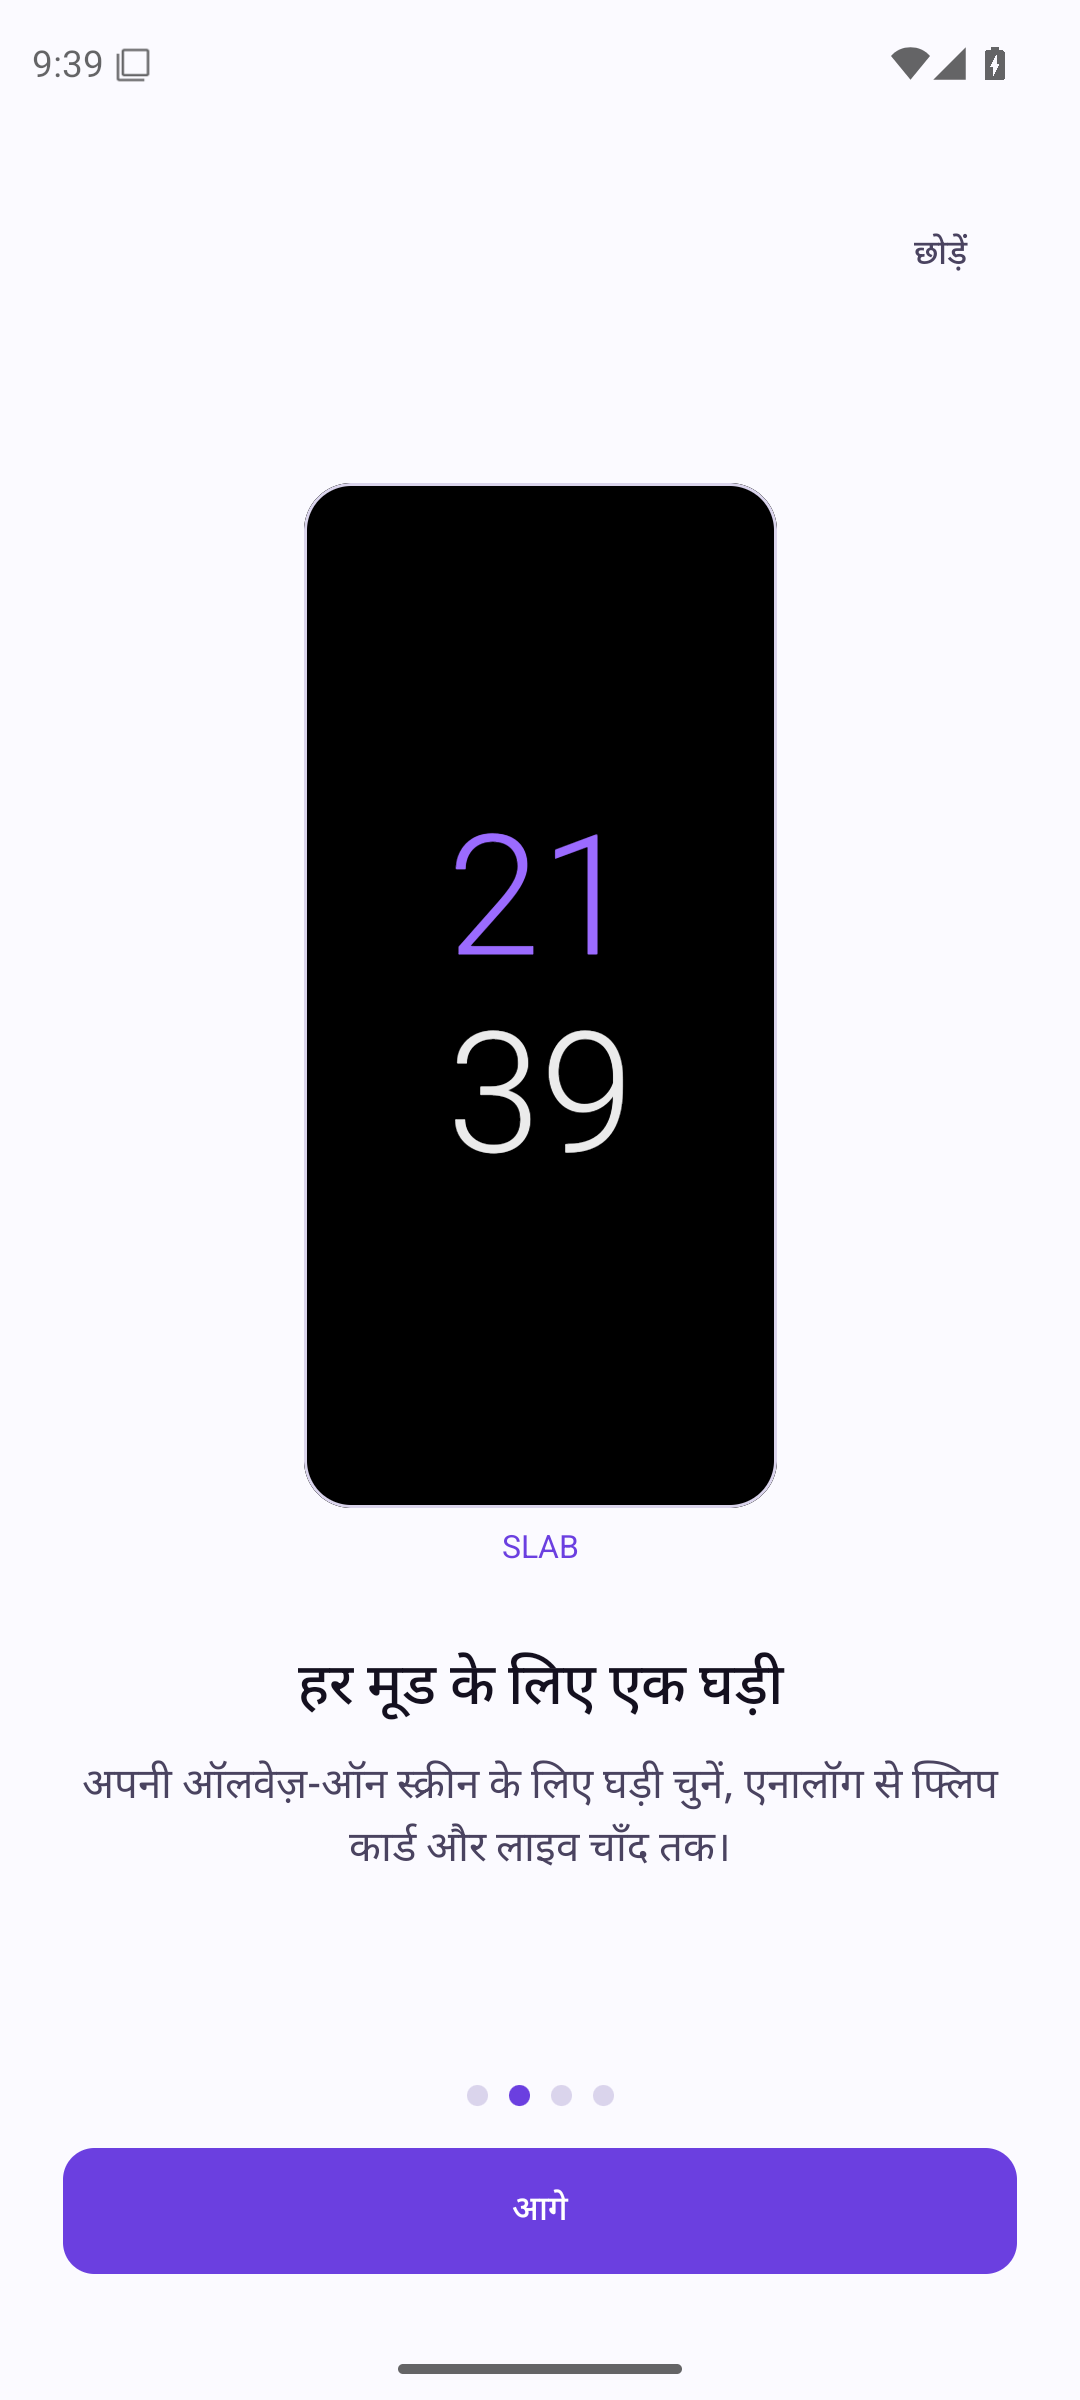 9:39
छोड़ें
21
39
SLAB
हर मूड के लिए एक घड़ी
अपनी ऑलवेज़-ऑन स्क्रीन के लिए घड़ी चुनें, एनालॉग से फ्लिप
कार्ड और लाइव चाँद तक।
आगे